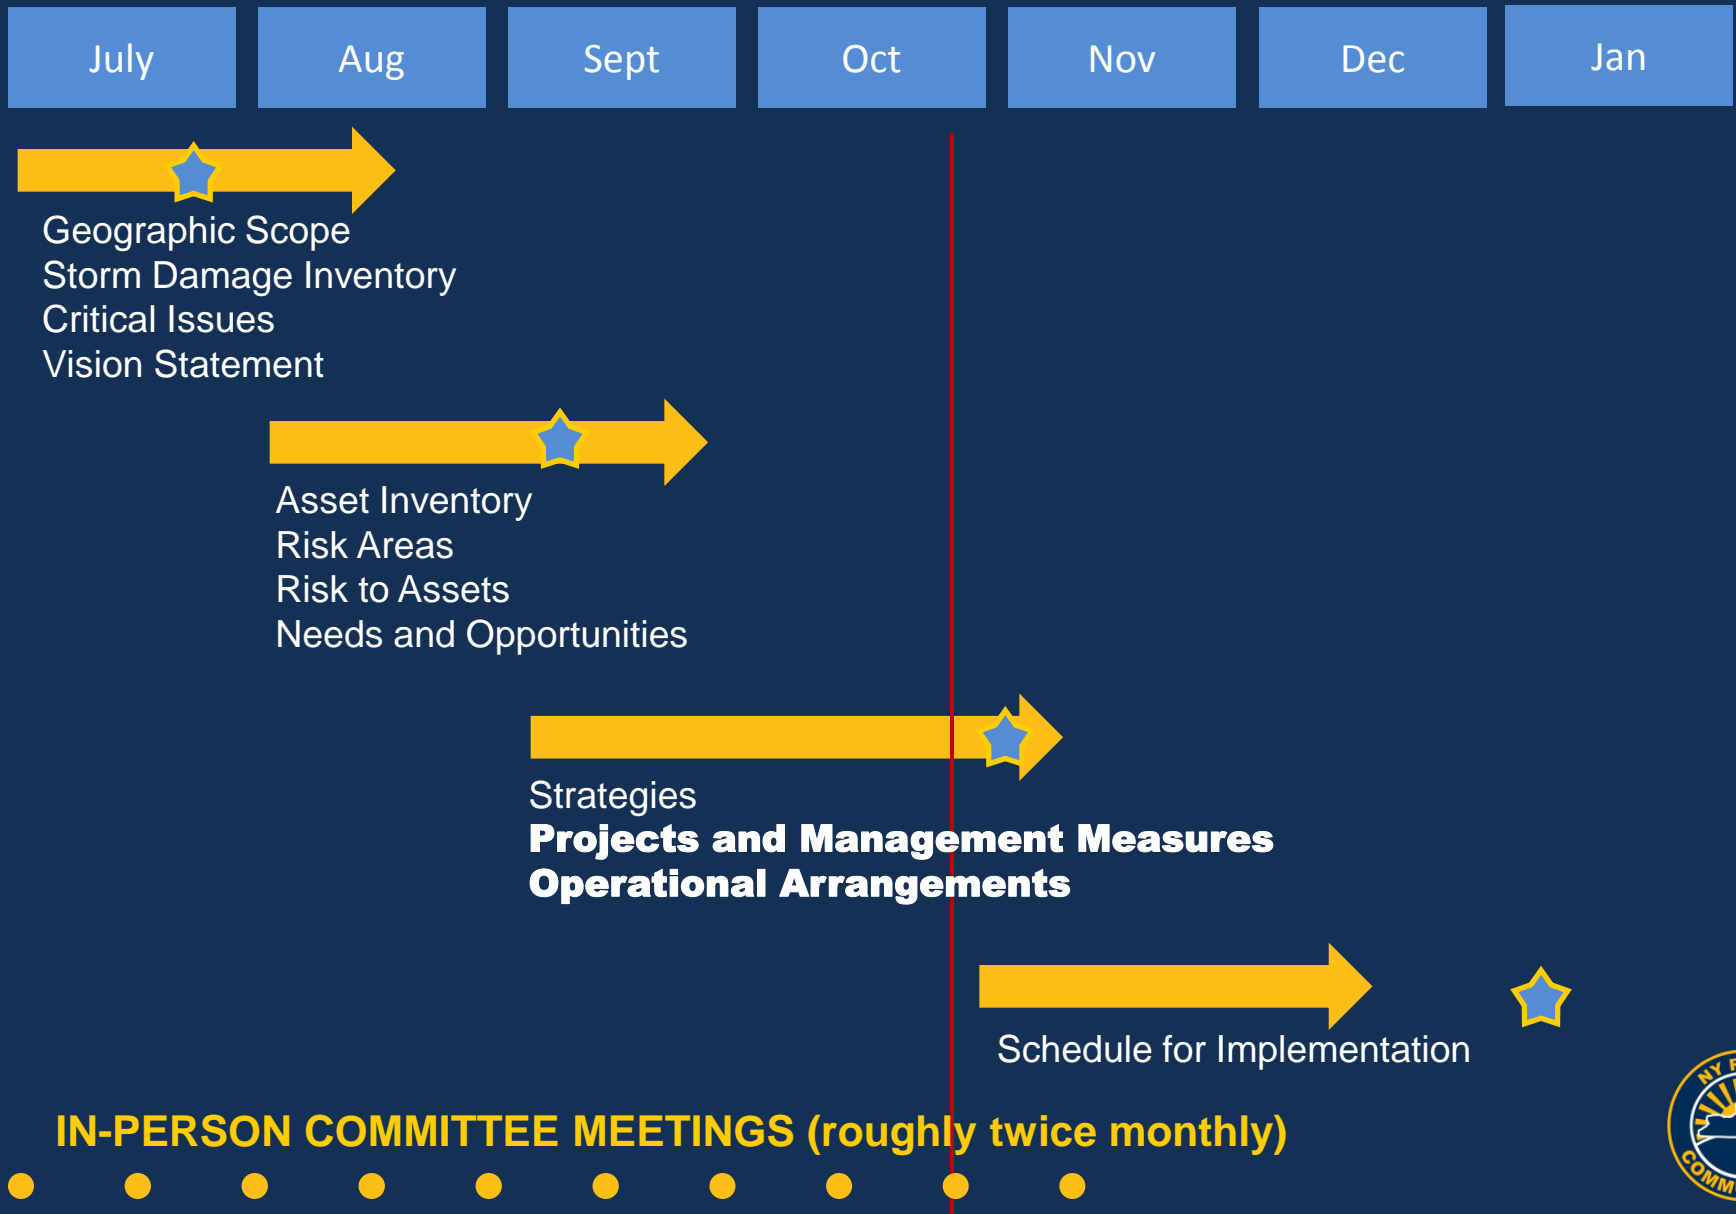 July Aug Sept Oct Nov Dec Jan
Geographic Scope
Storm Damage Inventory
Critical Issues
Vision Statement
Asset Inventory
Risk Areas
Risk to Assets
Needs and Opportunities
Strategies
Projects and Management Measures
Operational Arrangements
Schedule for Implementation
IN-PERSON COMMITTEE MEETINGS (roughly twice monthly)
NY